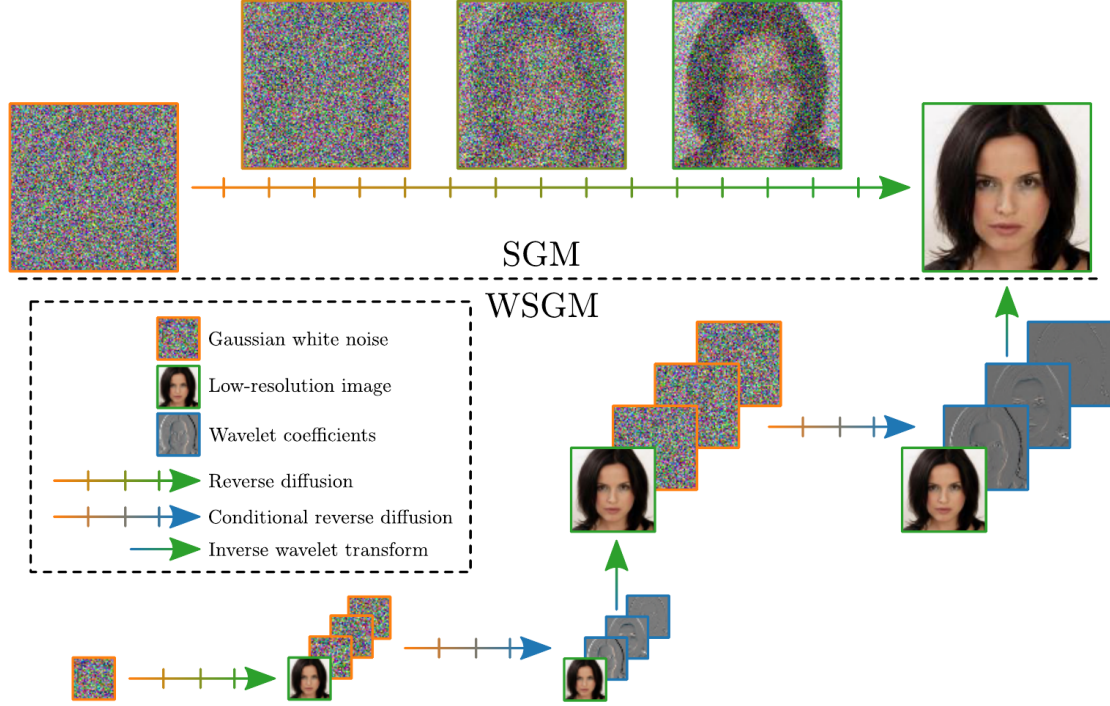 SGM
WSGM
Gaussian white noise
Low-resolution image
Wavelet coefficients
Reverse diffusion
Conditional reverse diffusion
Inverse wavelet transform